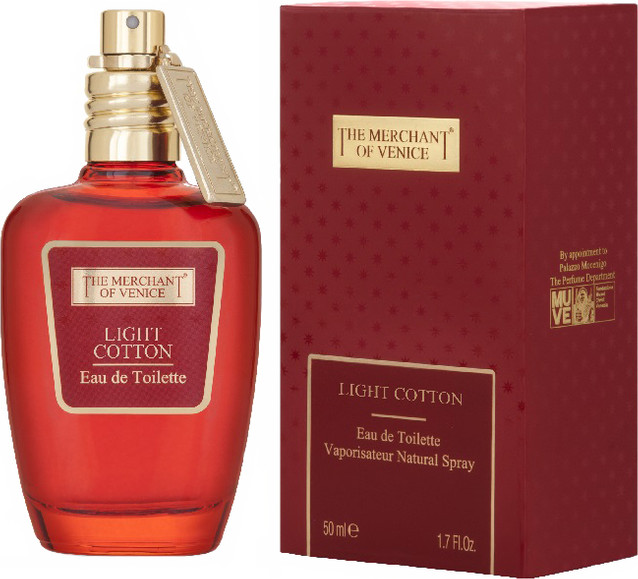 THE MERCHANT®
OF VENICE
LIGHT
COTTON
Eau de Toilette
THE MERCHANT®
OF VENICE
LIGHT COTTON
Eau de Toilette
Vaporisateur Natural Spray
50 ml℮
1.7 Fl.Oz.
By appointment to
Palazzo Mocenigo
The Perfume Department
MU
VE